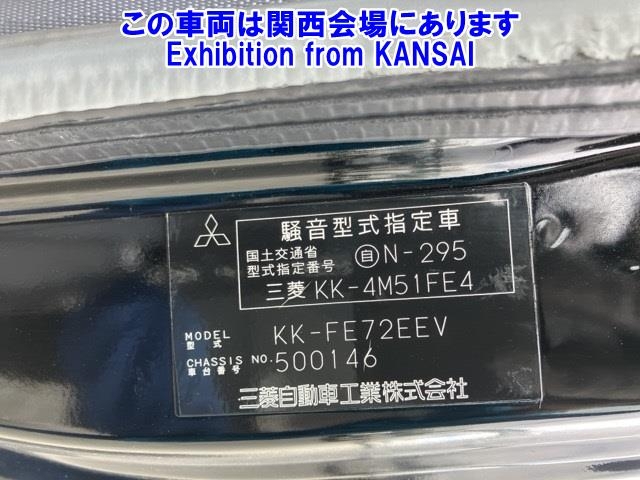 この車両は関西会場にあります
Exhibition from KANSAI
騒音型式指定車
国土交通省
型式指定番号 自N-295
三菱 KK-4M51FE4
MODEL
型式 KK-FE72EEV
CHASSIS NO.
車台番号 500146
三菱自動車工業株式会社